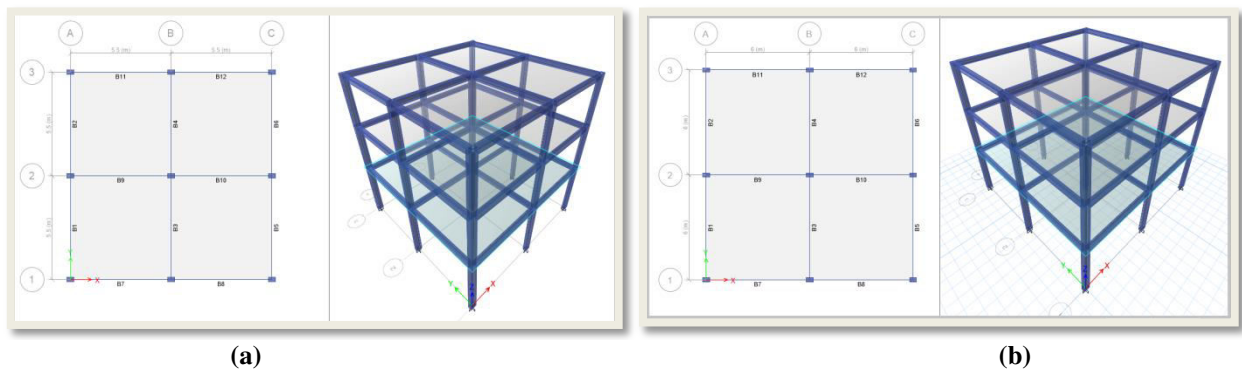 A B C
5.5 (m) 5.5 (m)
3
B11 B12
B2 B4 B6
5.5 (m)
2
B9 B10
B1 B3 B5
5.5 (m)
Y
1
X
B7 B8
Z
Y X
(a)
A B C
6 (m) 6 (m)
3
B11 B12
B2 B4 B6
6 (m)
2
B9 B10
B1 B3 B5
6 (m)
Y
1
X
B7 B8
Z
Y X
(b)